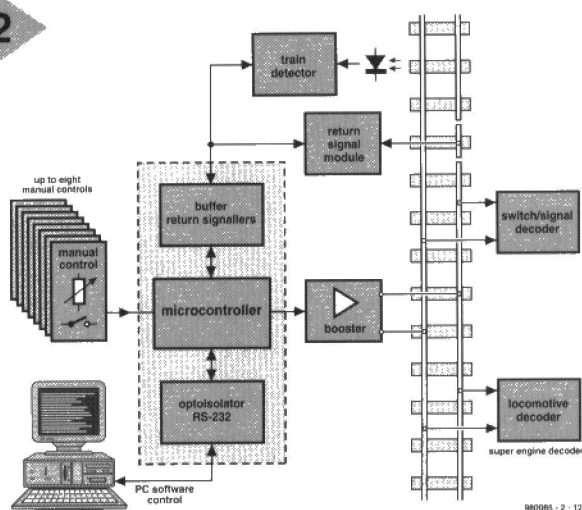 2
train
detector
return
signal
module
up to eight
manual controls
buffer
return signallers
switch/signal
decoder
manual
control
microcontroller
booster
optoisolator
RS-232
locomotive
decoder
super engine decoder
PC software
control
980085 - 2 - 12